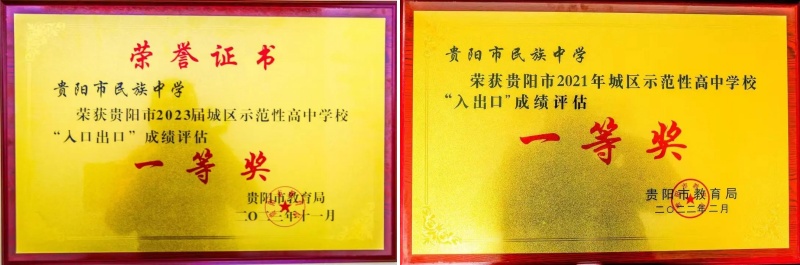 荣誉证书
贵阳市民族中学
荣获贵阳市2023届城区示范性高中学校
“入口出口”成绩评估
一等奖
贵阳市教育局
二〇二三年十一月
贵阳市民族中学
荣获贵阳市2021年城区示范性高中学校
“入出口”成绩评估
一等奖
贵阳市教育局
二〇二二年二月